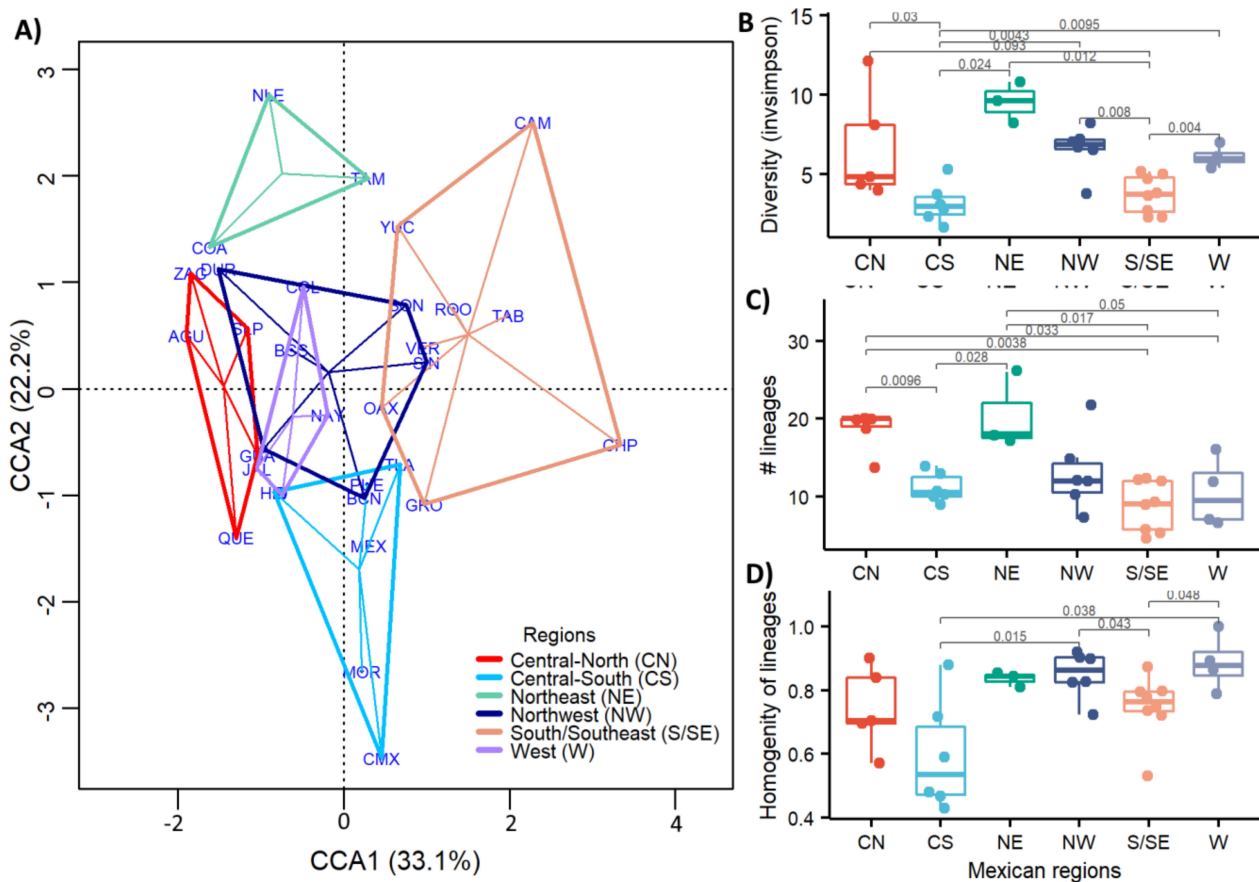 A)
CCA2 (22.2%)
3
2
1
0
-1
-2
-3
-2
0
2
4
CCA1 (33.1%)
NLE
CAM
TAM
YUC
COA
ZAC
DUR
COL
SON
ROO
TAB
AGU
SLP
BCS
VER
SIN
OAX
NAY
GUA
JAL
CHP
TLA
HID
PUE
BCN
GRO
QUE
MEX
MOR
CMX
Regions
Central-North (CN)
Central-South (CS)
Northeast (NE)
Northwest (NW)
South/Southeast (S/SE)
West (W)
B)
Diversity (invsimpson)
15
10
5
0.03
0.0095
0.0043
0.093
0.012
0.024
0.008
0.004
CN CS NE NW S/SE W
C)
# lineages
30
20
10
0.05
0.017
0.033
0.0038
0.028
0.0096
CN CS NE NW S/SE W
D)
Homogenity of lineages
1.0
0.8
0.6
0.4
0.048
0.038
0.043
0.015
CN CS NE NW S/SE W
Mexican regions